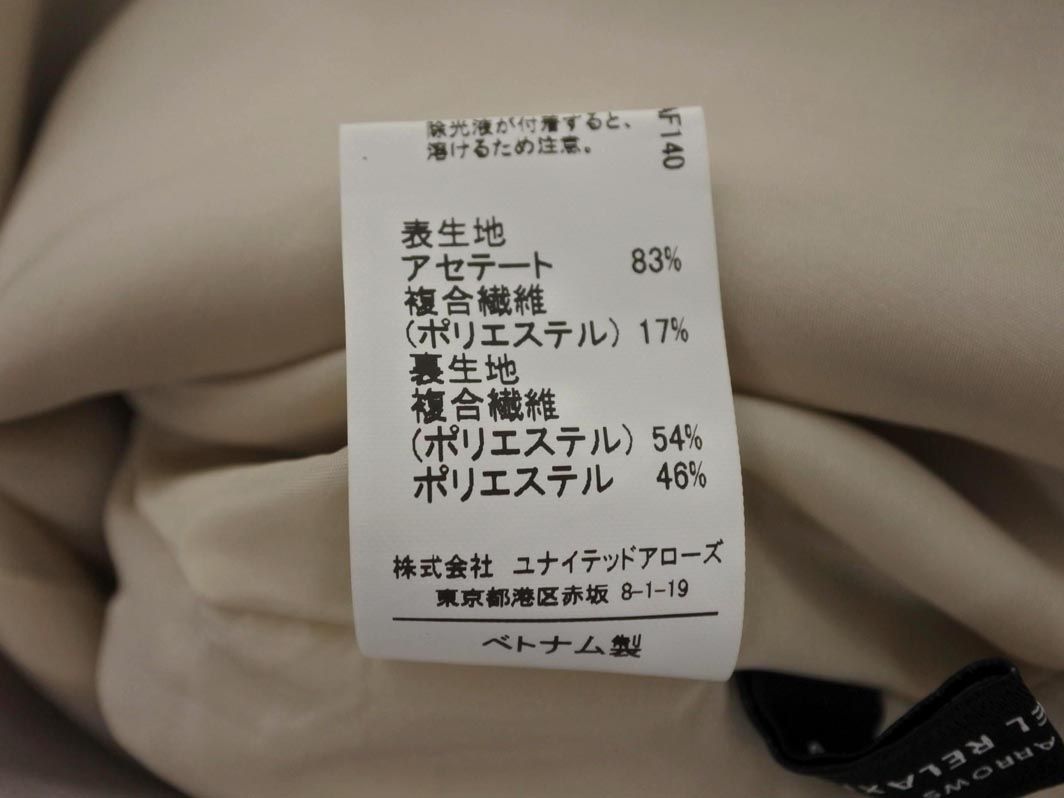 除光液が付着すると、
溶けるため注意。
AF140
表生地
アセテート 83%
複合繊維
(ポリエステル) 17%
裏生地
複合繊維
(ポリエステル) 54%
ポリエステル 46%
株式会社 ユナイテッドアローズ
東京都港区赤坂 8-1-19
ベトナム製
ARROWS
EL RELAX